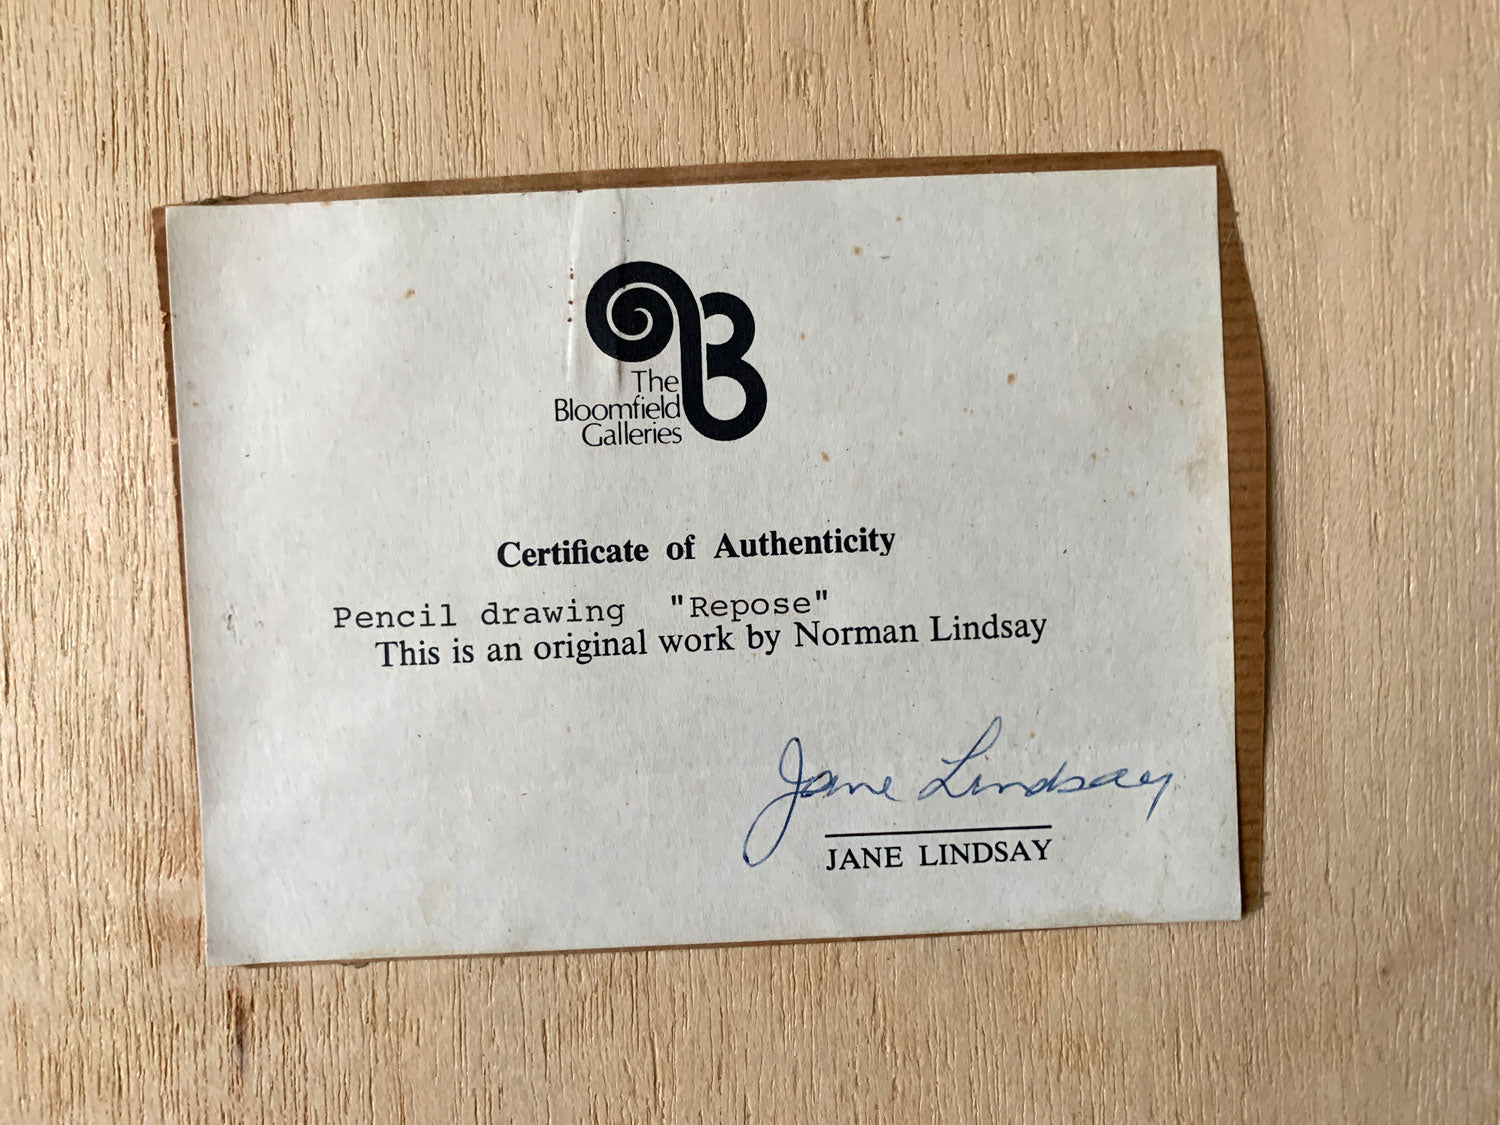 B
The
Bloomfield
Galleries
Certificate of Authenticity
Pencil drawing "Repose"
This is an original work by Norman Lindsay
Jane Lindsay
JANE LINDSAY